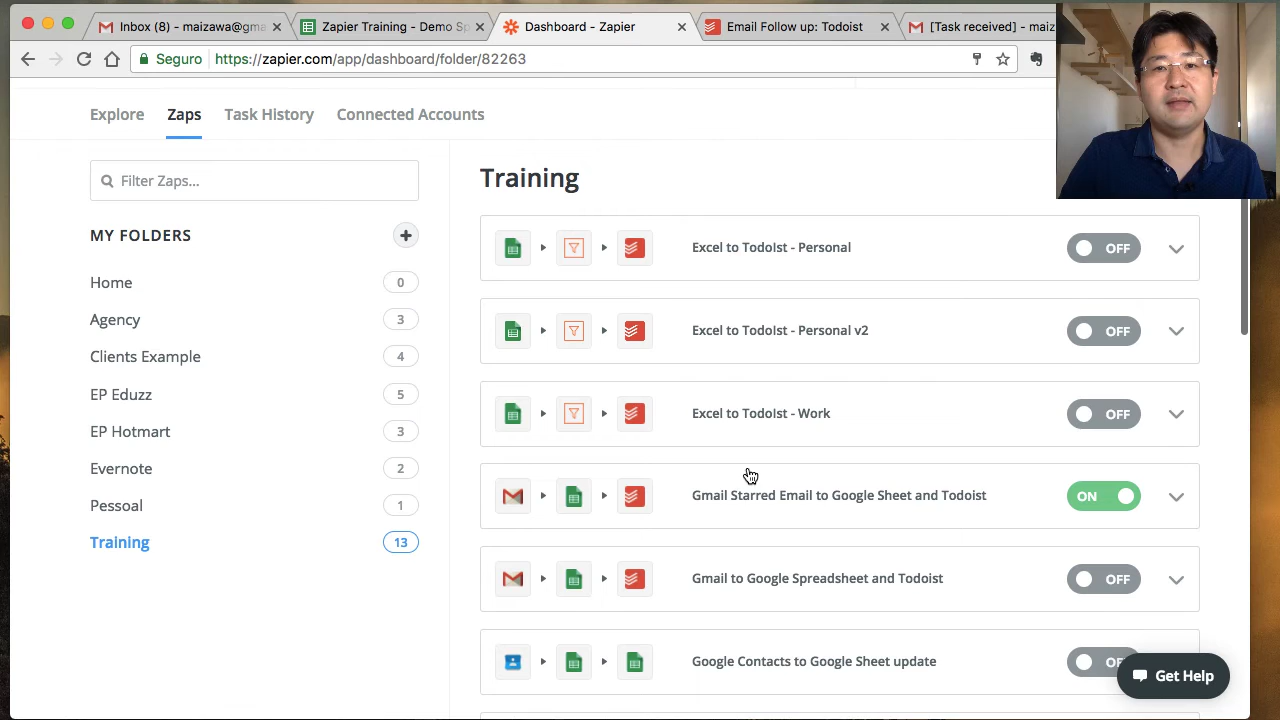 Inbox (8) - maizawa@gma
Zapier Training - Demo Sp
Dashboard - Zapier
Email Follow up: Todoist
[Task received] - maiz
Seguro
https://zapier.com/app/dashboard/folder/82263
Explore
Zaps
Task History
Connected Accounts
Filter Zaps...
MY FOLDERS
Home 0
Agency 3
Clients Example 4
EP Eduzz 5
EP Hotmart 3
Evernote 2
Pessoal 1
Training 13
Training
Excel to TodoIst - Personal OFF
Excel to TodoIst - Personal v2 OFF
Excel to TodoIst - Work OFF
Gmail Starred Email to Google Sheet and Todoist ON
Gmail to Google Spreadsheet and Todoist OFF
Google Contacts to Google Sheet update OF
Get Help